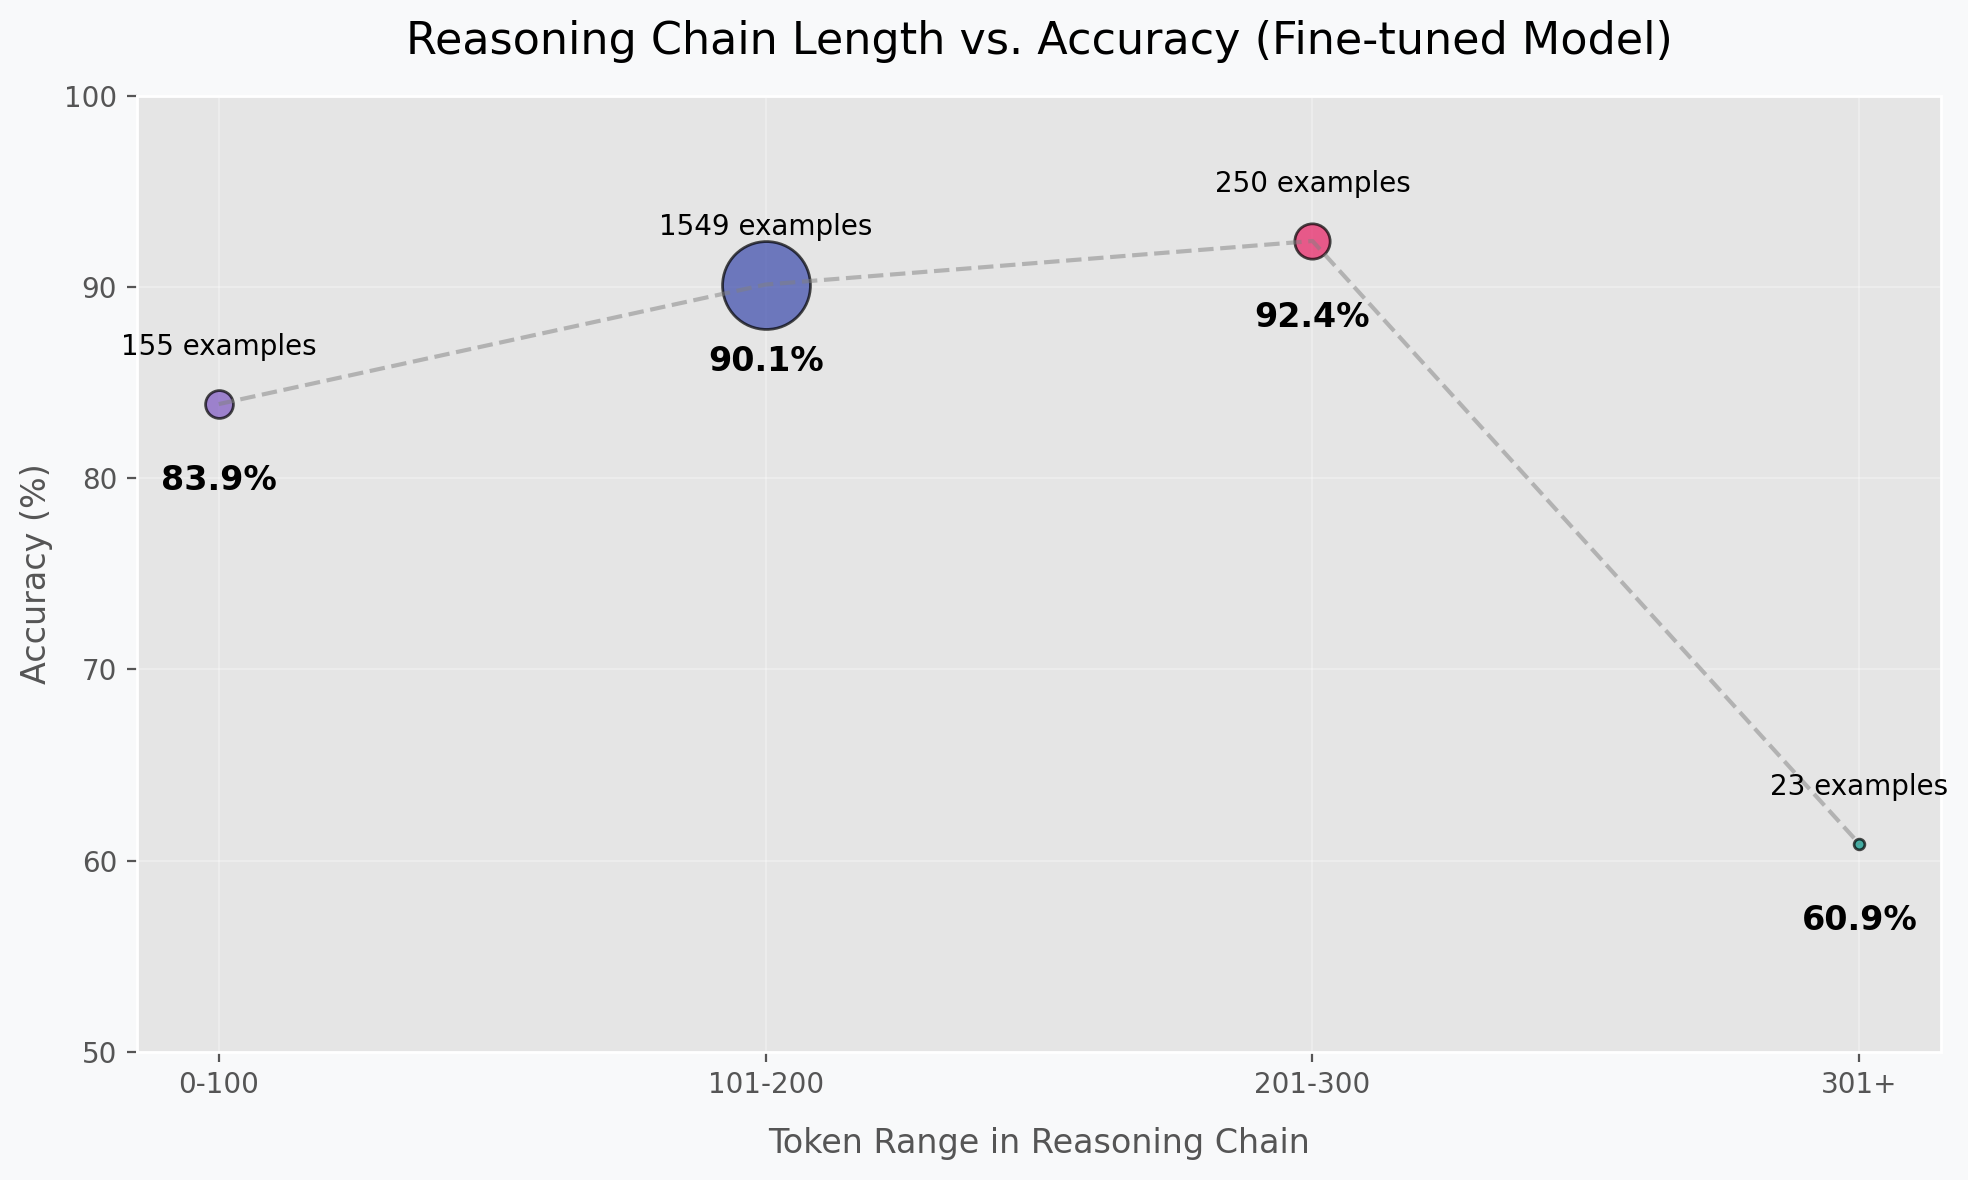 Reasoning Chain Length vs. Accuracy (Fine-tuned Model)
100
90
80
70
60
50
Accuracy (%)
155 examples
83.9%
1549 examples
90.1%
250 examples
92.4%
23 examples
60.9%
0-100
101-200
201-300
301+
Token Range in Reasoning Chain